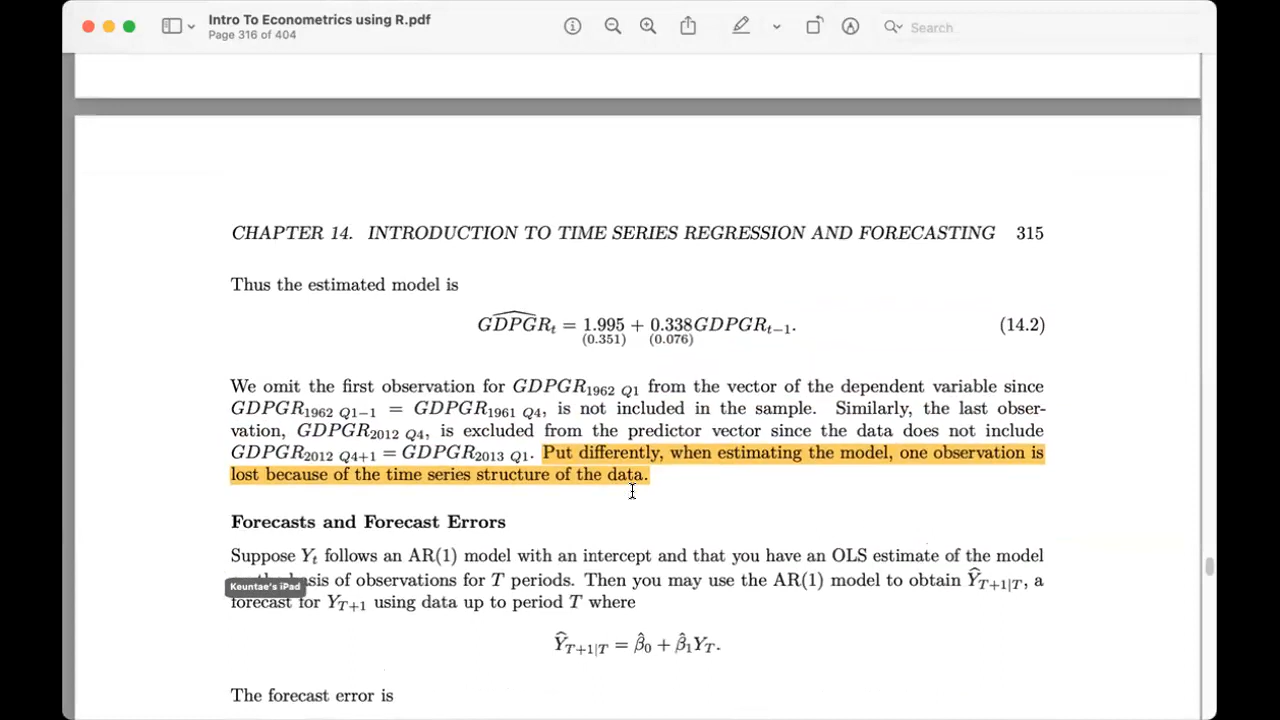 Intro To Econometrics using R.pdf
Page 316 of 404
Search
CHAPTER 14. INTRODUCTION TO TIME SERIES REGRESSION AND FORECASTING 315
Thus the estimated model is
\widehat{GDPGR}_t = 1.995 + 0.338GDPGR_{t−1}. (14.2)
(0.351) (0.076)
We omit the first observation for GDPGR_{1962 Q1} from the vector of the dependent variable since
GDPGR_{1962 Q1−1} = GDPGR_{1961 Q4}, is not included in the sample. Similarly, the last obser-
vation, GDPGR_{2012 Q4}, is excluded from the predictor vector since the data does not include
GDPGR_{2012 Q4+1} = GDPGR_{2013 Q1}. Put differently, when estimating the model, one observation is
lost because of the time series structure of the data.
Forecasts and Forecast Errors
Suppose Y_t follows an AR(1) model with an intercept and that you have an OLS estimate of the model
isis of observations for T periods. Then you may use the AR(1) model to obtain \widehat{Y}_{T+1|T}, a
Keuntae's iPad
forecast for Y_{T+1} using data up to period T where
\widehat{Y}_{T+1|T} = \hat{β}_0 + \hat{β}_1Y_T.
The forecast error is